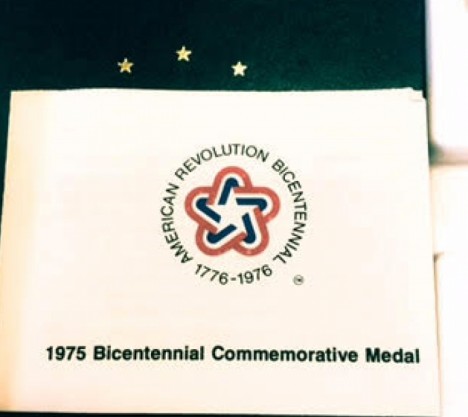 AMERICAN REVOLUTION BICENTENNIAL
1776-1976
1975 Bicentennial Commemorative Medal